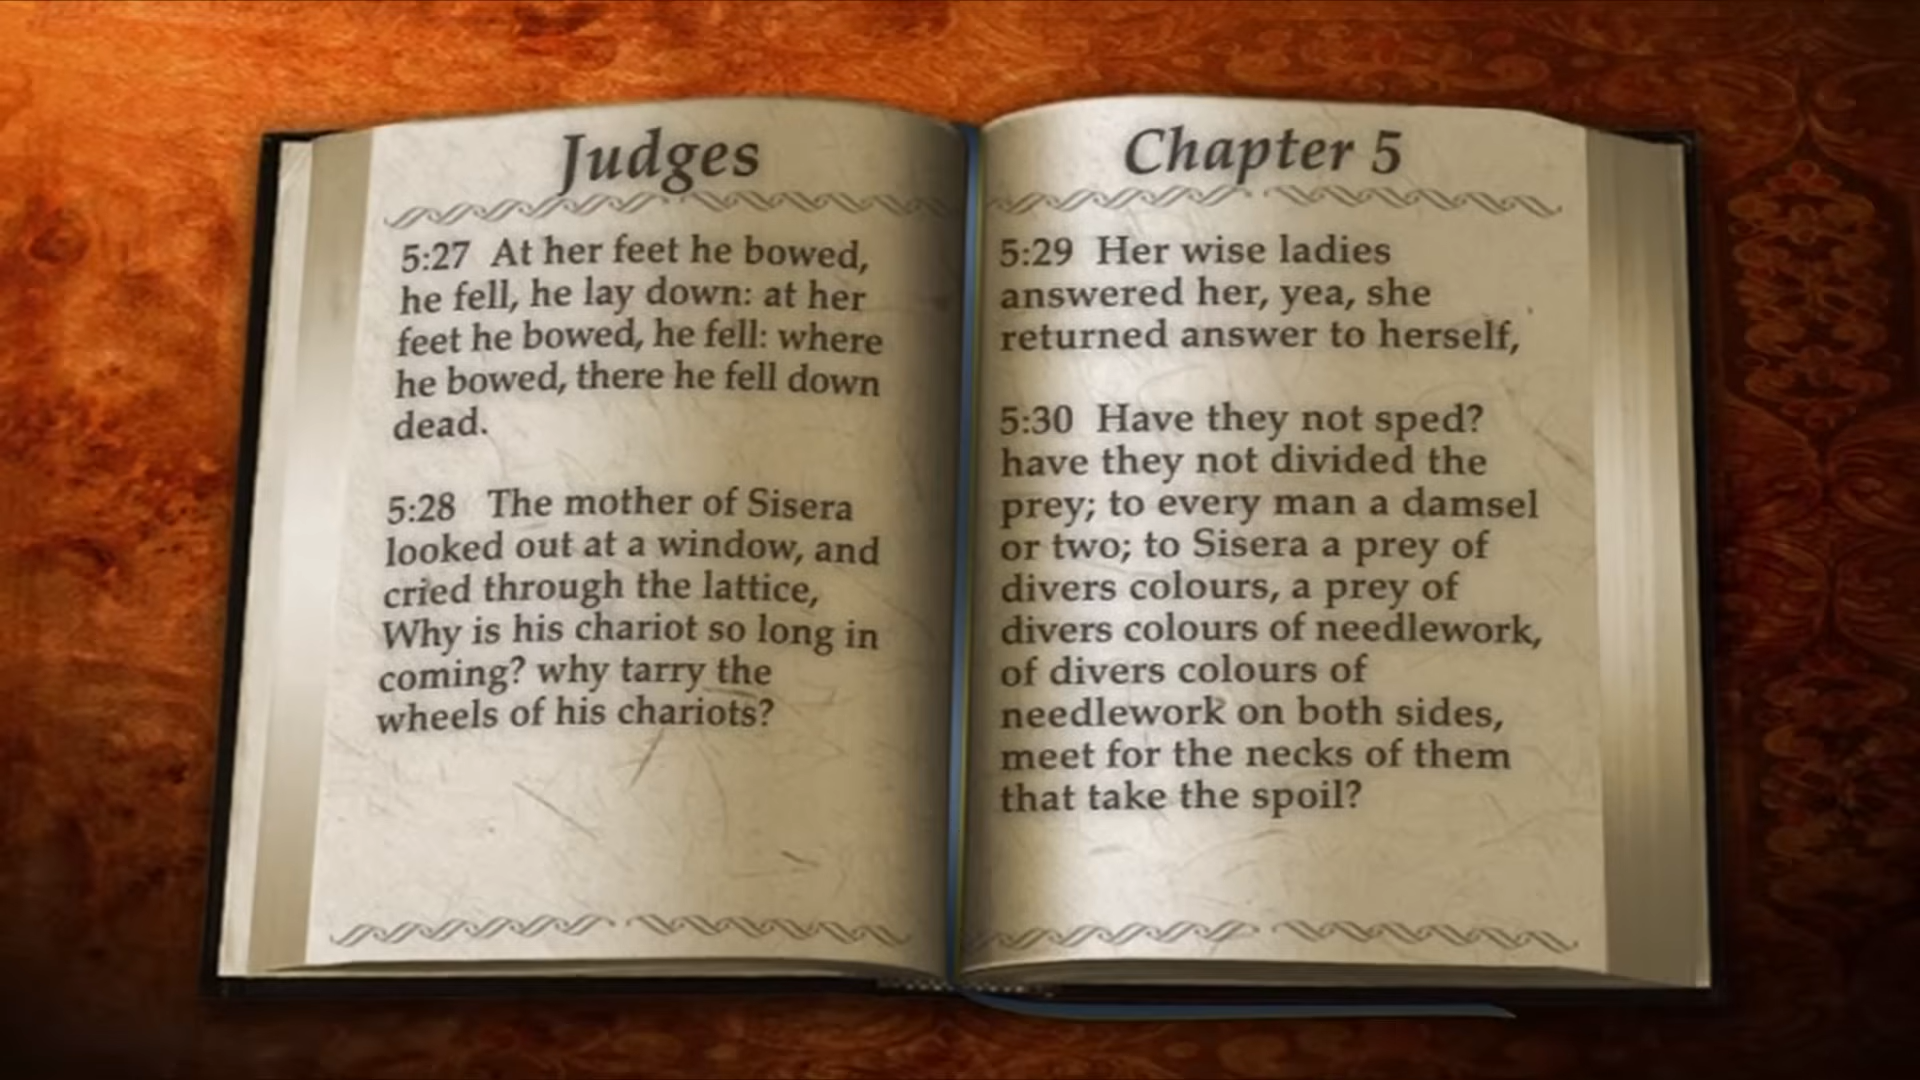 Judges
5:27 At her feet he bowed,
he fell, he lay down: at her
feet he bowed, he fell: where
he bowed, there he fell down
dead.
5:28 The mother of Sisera
looked out at a window, and
cried through the lattice,
Why is his chariot so long in
coming? why tarry the
wheels of his chariots?
Chapter 5
5:29 Her wise ladies
answered her, yea, she
returned answer to herself,
5:30 Have they not sped?
have they not divided the
prey; to every man a damsel
or two; to Sisera a prey of
divers colours, a prey of
divers colours of needlework,
of divers colours of
needlework on both sides,
meet for the necks of them
that take the spoil?